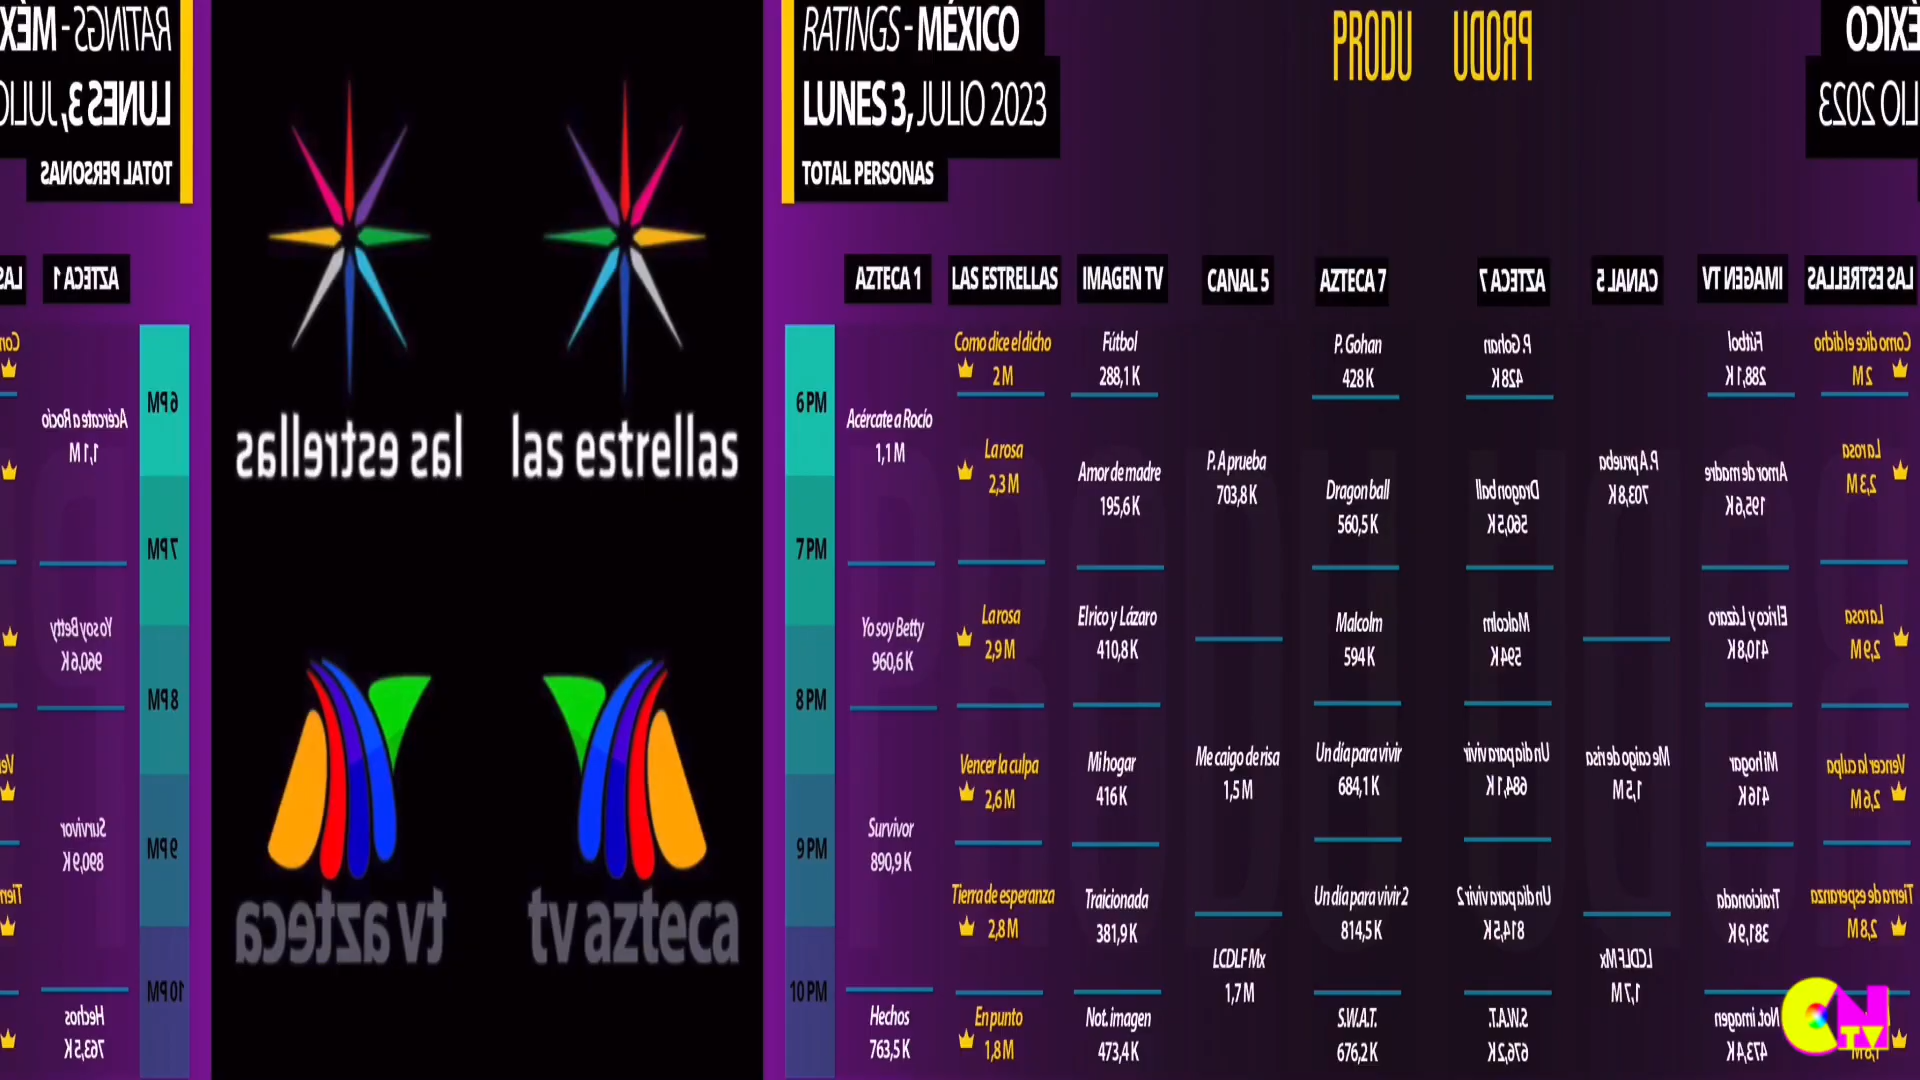 RATINGS - MÉXICO
LUNES 3, JULIO 2023
TOTAL PERSONAS
PRODU
las estrellas
tv azteca
AZTECA 1
LAS ESTRELLAS
IMAGEN TV
CANAL 5
AZTECA 7
6 PM
7 PM
8 PM
9 PM
10 PM
Acércate a Rocío
1,1 M
Yo soy Betty
960,6 K
Survivor
890,9 K
Hechos
763,5 K
Como dice el dicho
2 M
La rosa
2,3 M
La rosa
2,9 M
Vencer la culpa
2,6 M
Tierra de esperanza
2,8 M
En punto
1,8 M
Fútbol
288,1 K
Amor de madre
195,6 K
El rico y Lázaro
410,8 K
Mi hogar
416 K
Traicionada
381,9 K
Not. imagen
473,4 K
P. A prueba
703,8 K
Me caigo de risa
1,5 M
LCDLF Mx
1,7 M
P. Gohan
428 K
Dragon ball
560,5 K
Malcolm
594 K
Un día para vivir
684,1 K
Un día para vivir 2
814,5 K
S.W.A.T.
676,2 K
CN
TV